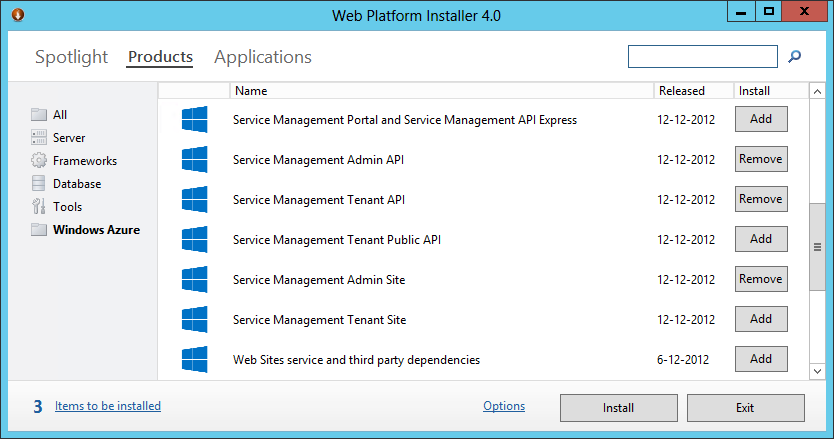 Web Platform Installer 4.0
Spotlight Products Applications
Name Released Install
All
Server
Frameworks
Database
Tools
Windows Azure
Service Management Portal and Service Management API Express 12-12-2012 Add
Service Management Admin API 12-12-2012 Remove
Service Management Tenant API 12-12-2012 Remove
Service Management Tenant Public API 12-12-2012 Add
Service Management Admin Site 12-12-2012 Remove
Service Management Tenant Site 12-12-2012 Add
Web Sites service and third party dependencies 6-12-2012 Add
3 Items to be installed Options Install Exit